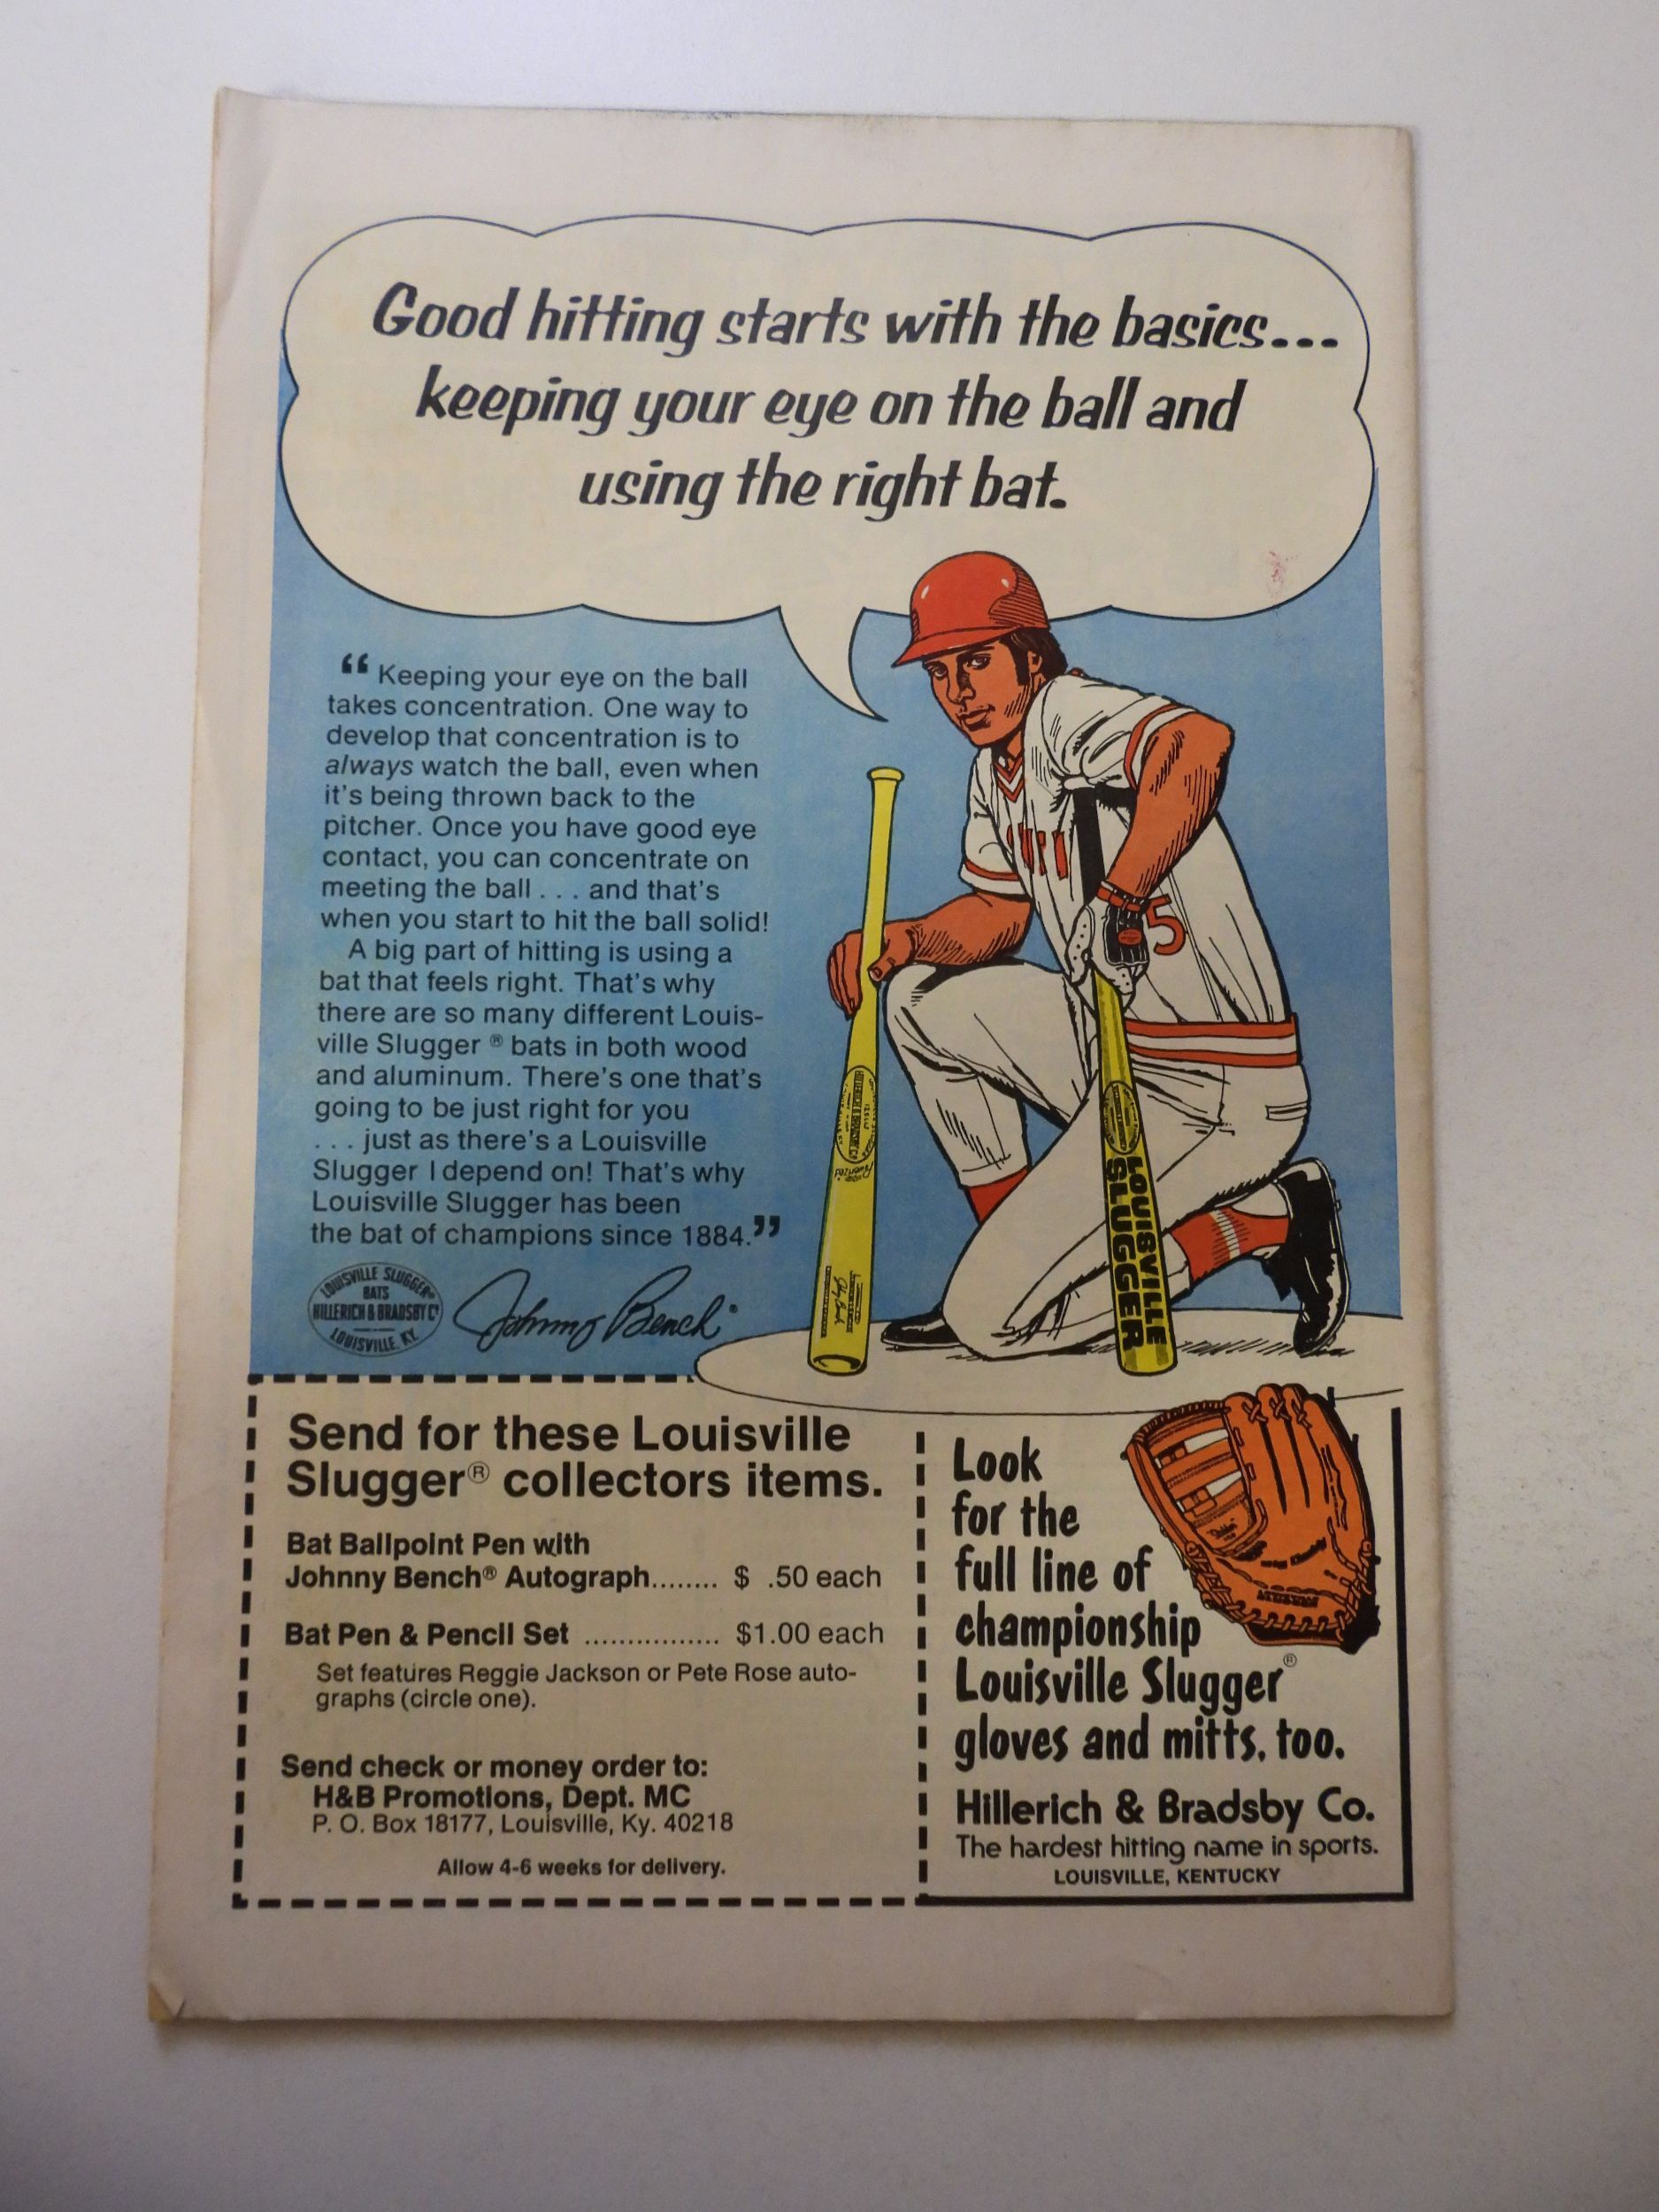 Good hitting starts with the basics...
keeping your eye on the ball and
using the right bat.
“ Keeping your eye on the ball
takes concentration. One way to
develop that concentration is to
always watch the ball, even when
it's being thrown back to the
pitcher. Once you have good eye
contact, you can concentrate on
meeting the ball . . . and that's
when you start to hit the ball solid!
A big part of hitting is using a
bat that feels right. That's why
there are so many different Louis-
ville Slugger ® bats in both wood
and aluminum. There's one that's
going to be just right for you
. . . just as there's a Louisville
Slugger I depend on! That's why
Louisville Slugger has been
the bat of champions since 1884.”
LOUISVILLE SLUGGER®
BATS
HILLERICH & BRADSBY Co
LOUISVILLE, KY.
Johnny Bench®
5
LOUISVILLE
SLUGGER
Send for these Louisville
Slugger® collectors items.
Bat Ballpoint Pen with
Johnny Bench® Autograph........ $ .50 each
Bat Pen & Pencil Set ................ $1.00 each
Set features Reggie Jackson or Pete Rose auto-
graphs (circle one).
Send check or money order to:
H&B Promotions, Dept. MC
P. O. Box 18177, Louisville, Ky. 40218
Allow 4-6 weeks for delivery.
Look
for the
full line of
championship
Louisville Slugger®
gloves and mitts, too.
Hillerich & Bradsby Co.
The hardest hitting name in sports.
LOUISVILLE, KENTUCKY